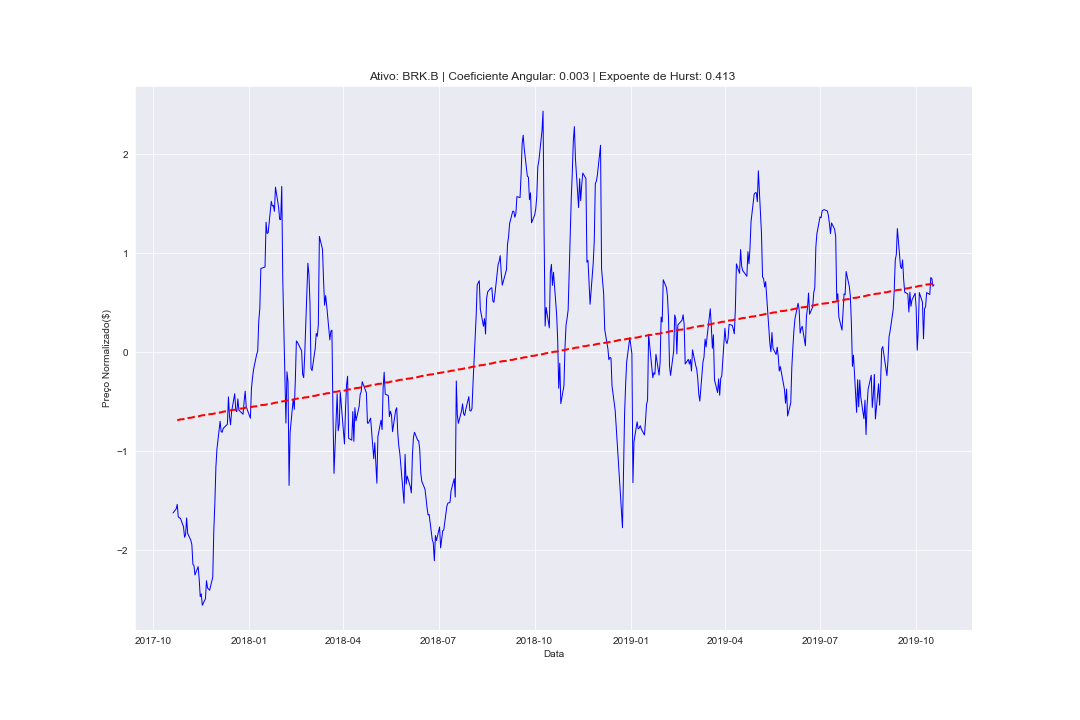 Ativo: BRK.B | Coeficiente Angular: 0.003 | Expoente de Hurst: 0.413
Preço Normalizado($)
2
1
0
−1
−2
2017-10 2018-01 2018-04 2018-07 2018-10 2019-01 2019-04 2019-07 2019-10
Data